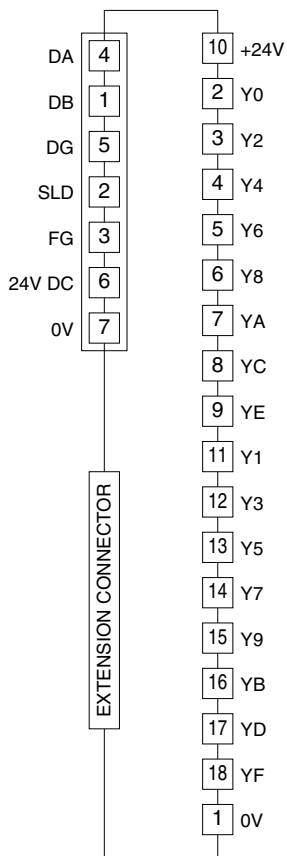 DA 4
DB 1
DG 5
SLD 2
FG 3
24V DC 6
0V 7
EXTENSION CONNECTOR
10 +24V
2 Y0
3 Y2
4 Y4
5 Y6
6 Y8
7 YA
8 YC
9 YE
11 Y1
12 Y3
13 Y5
14 Y7
15 Y9
16 YB
17 YD
18 YF
1 0V